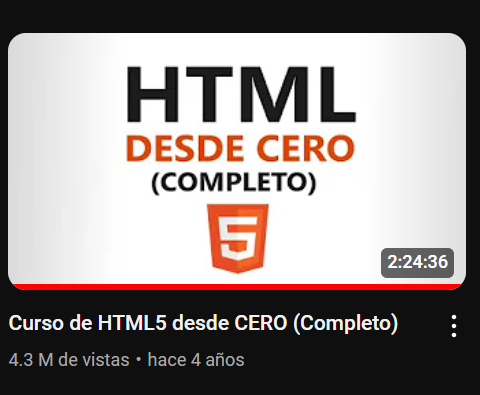 HTML
DESDE CERO
(COMPLETO)
5
2:24:36
Curso de HTML5 desde CERO (Completo)
4.3 M de vistas • hace 4 años